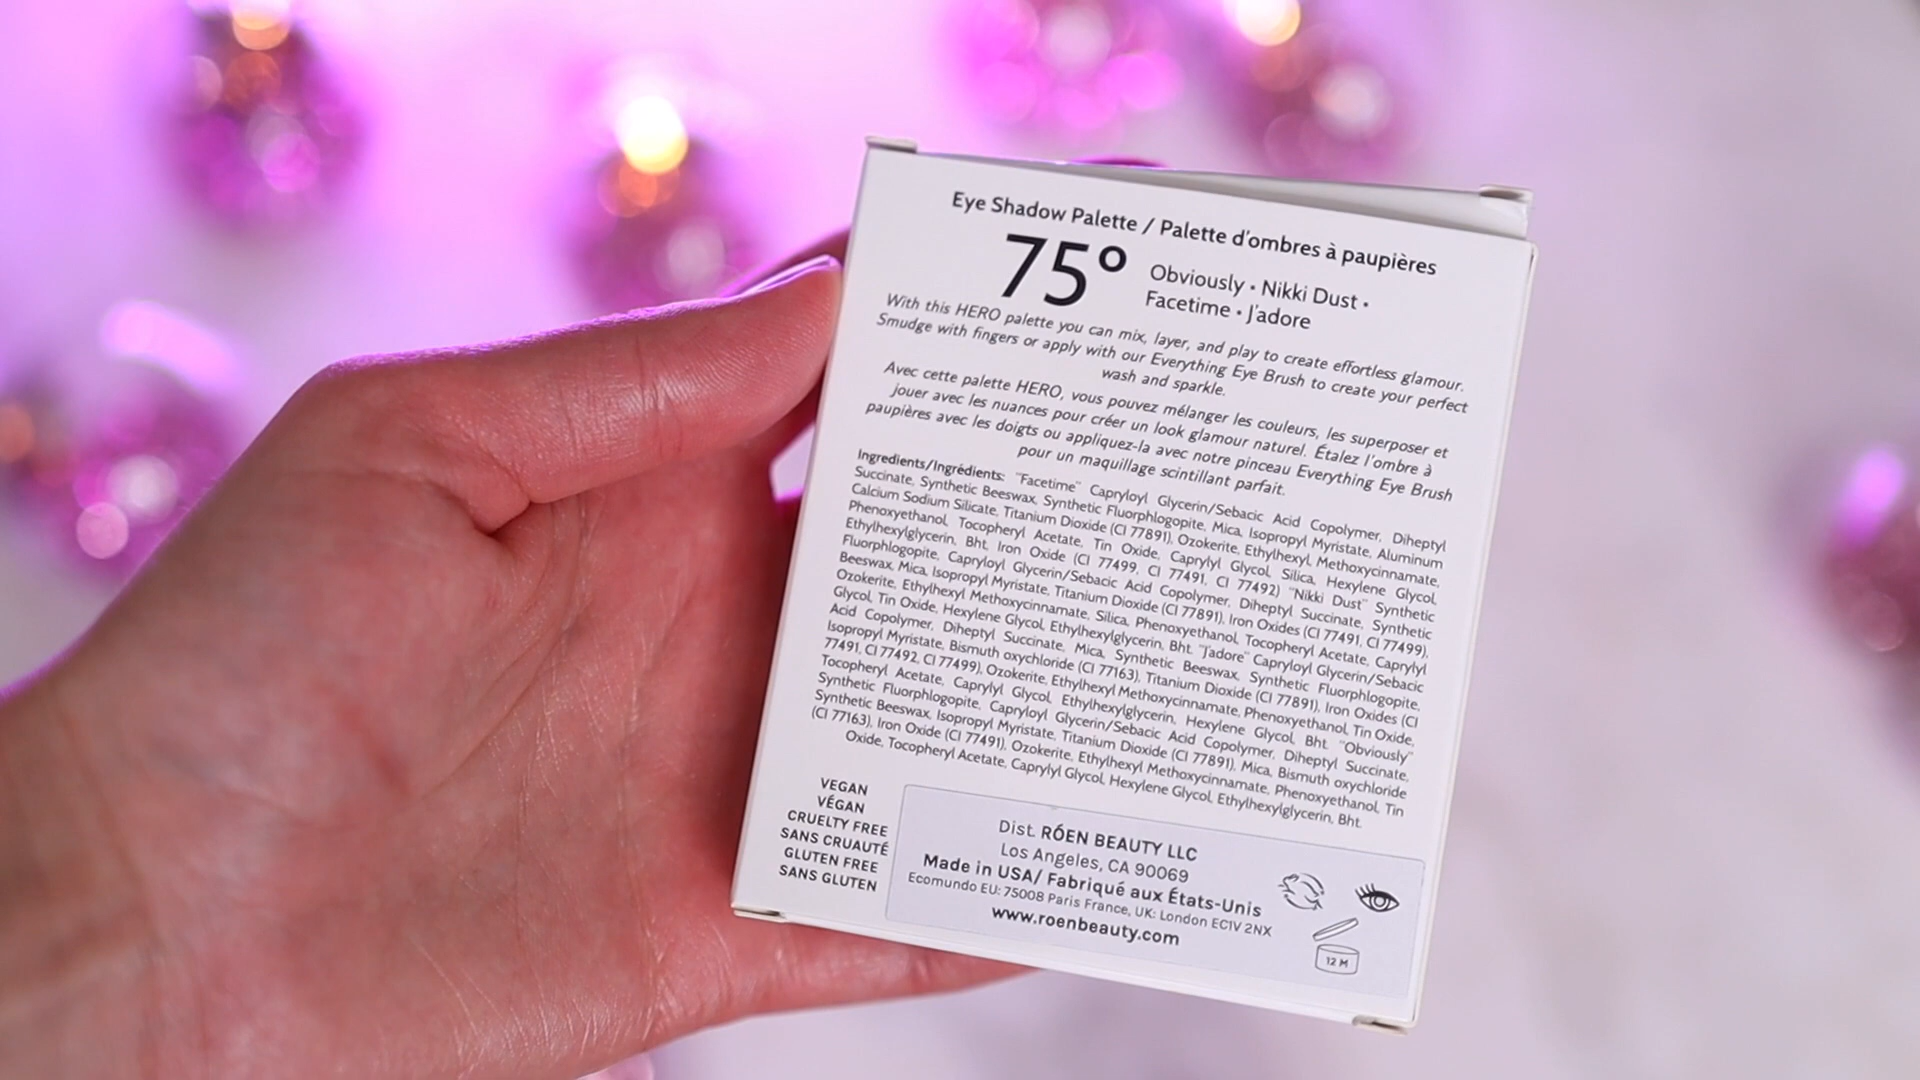 Eye Shadow Palette / Palette d'ombres à paupières
75° Obviously • Nikki Dust •
Facetime • J'adore
With this HERO palette you can mix, layer, and play to create effortless glamour.
Smudge with fingers or apply with our Everything Eye Brush to create your perfect
wash and sparkle.
Avec cette palette HERO, vous pouvez mélanger les couleurs, les superposer et
jouer avec les nuances pour créer un look glamour naturel. Étalez l'ombre à
paupières avec les doigts ou appliquez-la avec notre pinceau Everything Eye Brush
pour un maquillage scintillant parfait.
Ingredients/Ingrédients: "Facetime" Capryloyl Glycerin/Sebacic Acid Copolymer, Diheptyl
Succinate, Synthetic Beeswax, Synthetic Fluorphlogopite, Mica, Isopropyl Myristate, Aluminum
Calcium Sodium Silicate, Titanium Dioxide (CI 77891), Ozokerite, Ethylhexyl, Methoxycinnamate,
Phenoxyethanol, Tocopheryl Acetate, Tin Oxide, Caprylyl Glycol, Silica, Hexylene Glycol,
Ethylhexylglycerin, Bht, Iron Oxide (CI 77499, CI 77491, CI 77492) "Nikki Dust" Synthetic
Fluorphlogopite, Capryloyl Glycerin/Sebacic Acid Copolymer, Diheptyl Succinate, Synthetic
Beeswax, Mica, Isopropyl Myristate, Titanium Dioxide (CI 77891), Iron Oxides (CI 77491, CI 77499),
Ozokerite, Ethylhexyl Methoxycinnamate, Silica, Phenoxyethanol, Tocopheryl Acetate, Caprylyl
Glycol, Tin Oxide, Hexylene Glycol, Ethylhexylglycerin, Bht. "J'adore" Capryloyl Glycerin/Sebacic
Acid Copolymer, Diheptyl Succinate, Mica, Synthetic Beeswax, Synthetic Fluorphlogopite,
Isopropyl Myristate, Bismuth oxychloride (CI 77163), Titanium Dioxide (CI 77891), Iron Oxides (CI
77491, CI 77492, CI 77499), Ozokerite, Ethylhexyl Methoxycinnamate, Phenoxyethanol, Tin Oxide,
Tocopheryl Acetate, Caprylyl Glycol, Ethylhexylglycerin, Hexylene Glycol, Bht. "Obviously"
Synthetic Fluorphlogopite, Capryloyl Glycerin/Sebacic Acid Copolymer, Diheptyl Succinate,
Synthetic Beeswax, Isopropyl Myristate, Titanium Dioxide (CI 77891), Mica, Bismuth oxychloride
(CI 77163), Iron Oxide (CI 77491), Ozokerite, Ethylhexyl Methoxycinnamate, Phenoxyethanol, Tin
Oxide, Tocopheryl Acetate, Caprylyl Glycol, Hexylene Glycol, Ethylhexylglycerin, Bht.
VEGAN
VÉGAN
CRUELTY FREE
SANS CRUAUTÉ
GLUTEN FREE
SANS GLUTEN
Dist. RÓEN BEAUTY LLC
Los Angeles, CA 90069
Made in USA/ Fabriqué aux États-Unis
Ecomundo EU: 75008 Paris France, UK: London EC1V 2NX
www.roenbeauty.com
12 M